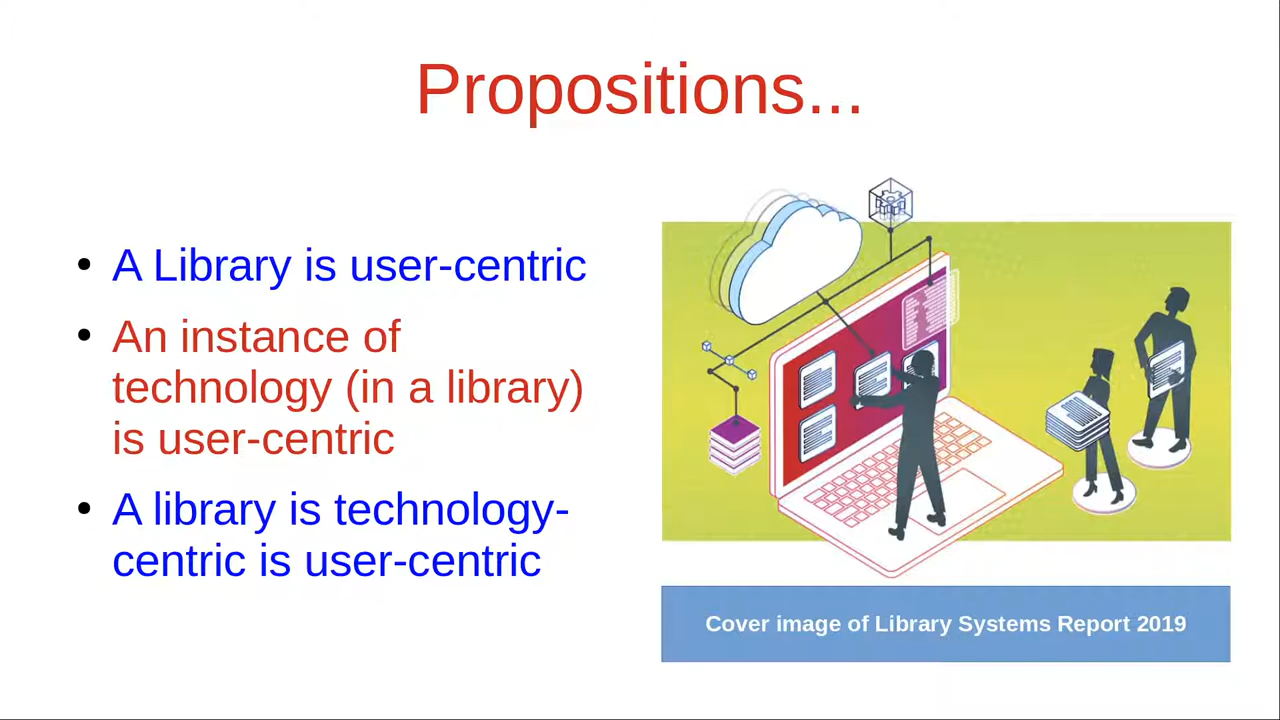 Propositions...
A Library is user-centric
An instance of
technology (in a library)
is user-centric
A library is technology-
centric is user-centric
Cover image of Library Systems Report 2019